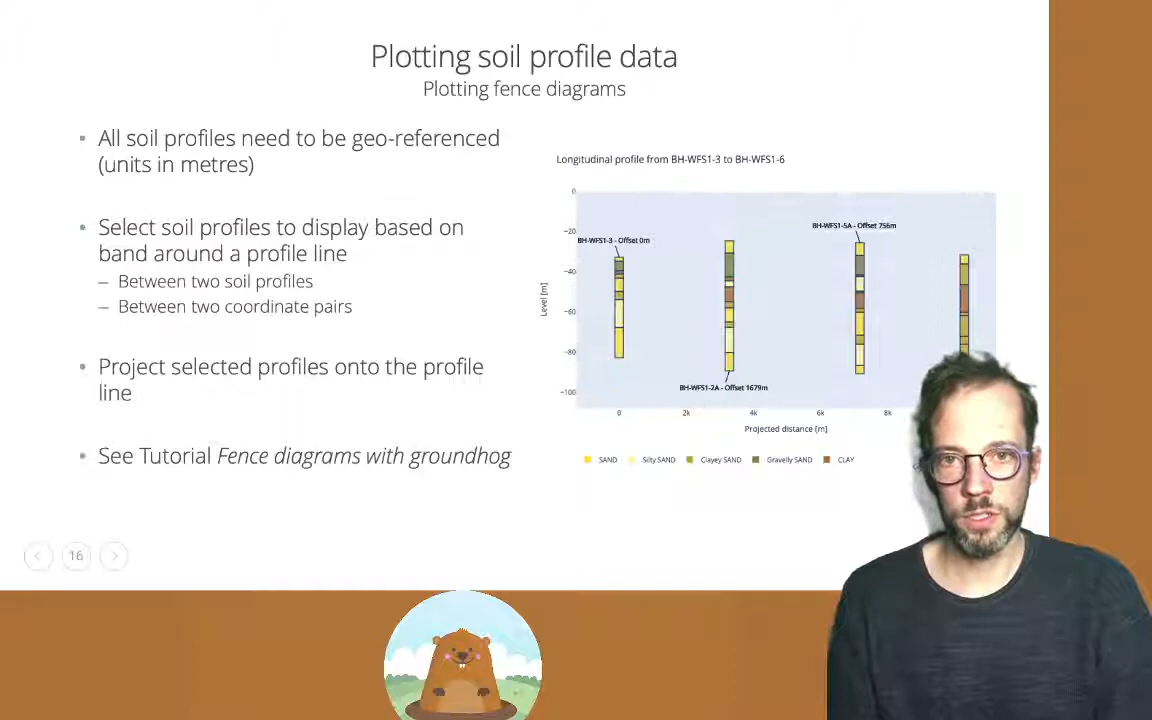 Plotting soil profile data
Plotting fence diagrams
• All soil profiles need to be geo-referenced
(units in metres)
• Select soil profiles to display based on
band around a profile line
– Between two soil profiles
– Between two coordinate pairs
• Project selected profiles onto the profile
line
• See Tutorial Fence diagrams with groundhog
16
Longitudinal profile from BH-WFS1-3 to BH-WFS1-6
0
−20
−40
−60
−80
−100
Level [m]
BH-WFS1-3 - Offset 0m
BH-WFS1-2A - Offset 1679m
BH-WFS1-5A - Offset 756m
0
2k
4k
6k
8k
Projected distance [m]
SAND
Silty SAND
Clayey SAND
Gravelly SAND
CLAY